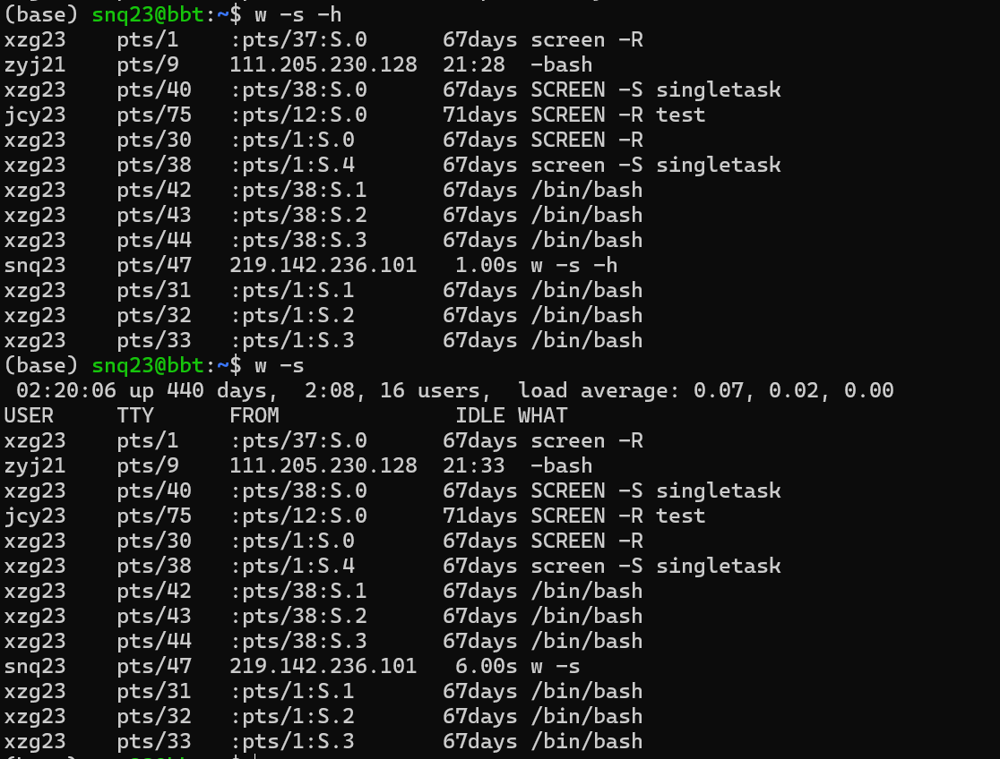 (base) snq23@bbt:~$ w -s -h
xzg23    pts/1    :pts/37:S.0      67days screen -R
zyj21    pts/9    111.205.230.128  21:28  -bash
xzg23    pts/40   :pts/38:S.0      67days SCREEN -S singletask
jcy23    pts/75   :pts/12:S.0      71days SCREEN -R test
xzg23    pts/30   :pts/1:S.0       67days SCREEN -R
xzg23    pts/38   :pts/1:S.4       67days screen -S singletask
xzg23    pts/42   :pts/38:S.1      67days /bin/bash
xzg23    pts/43   :pts/38:S.2      67days /bin/bash
xzg23    pts/44   :pts/38:S.3      67days /bin/bash
snq23    pts/47   219.142.236.101   1.00s w -s -h
xzg23    pts/31   :pts/1:S.1       67days /bin/bash
xzg23    pts/32   :pts/1:S.2       67days /bin/bash
xzg23    pts/33   :pts/1:S.3       67days /bin/bash
(base) snq23@bbt:~$ w -s
 02:20:06 up 440 days,  2:08, 16 users,  load average: 0.07, 0.02, 0.00
USER     TTY      FROM              IDLE WHAT
xzg23    pts/1    :pts/37:S.0      67days screen -R
zyj21    pts/9    111.205.230.128  21:33  -bash
xzg23    pts/40   :pts/38:S.0      67days SCREEN -S singletask
jcy23    pts/75   :pts/12:S.0      71days SCREEN -R test
xzg23    pts/30   :pts/1:S.0       67days SCREEN -R
xzg23    pts/38   :pts/1:S.4       67days screen -S singletask
xzg23    pts/42   :pts/38:S.1      67days /bin/bash
xzg23    pts/43   :pts/38:S.2      67days /bin/bash
xzg23    pts/44   :pts/38:S.3      67days /bin/bash
snq23    pts/47   219.142.236.101   6.00s w -s
xzg23    pts/31   :pts/1:S.1       67days /bin/bash
xzg23    pts/32   :pts/1:S.2       67days /bin/bash
xzg23    pts/33   :pts/1:S.3       67days /bin/bash